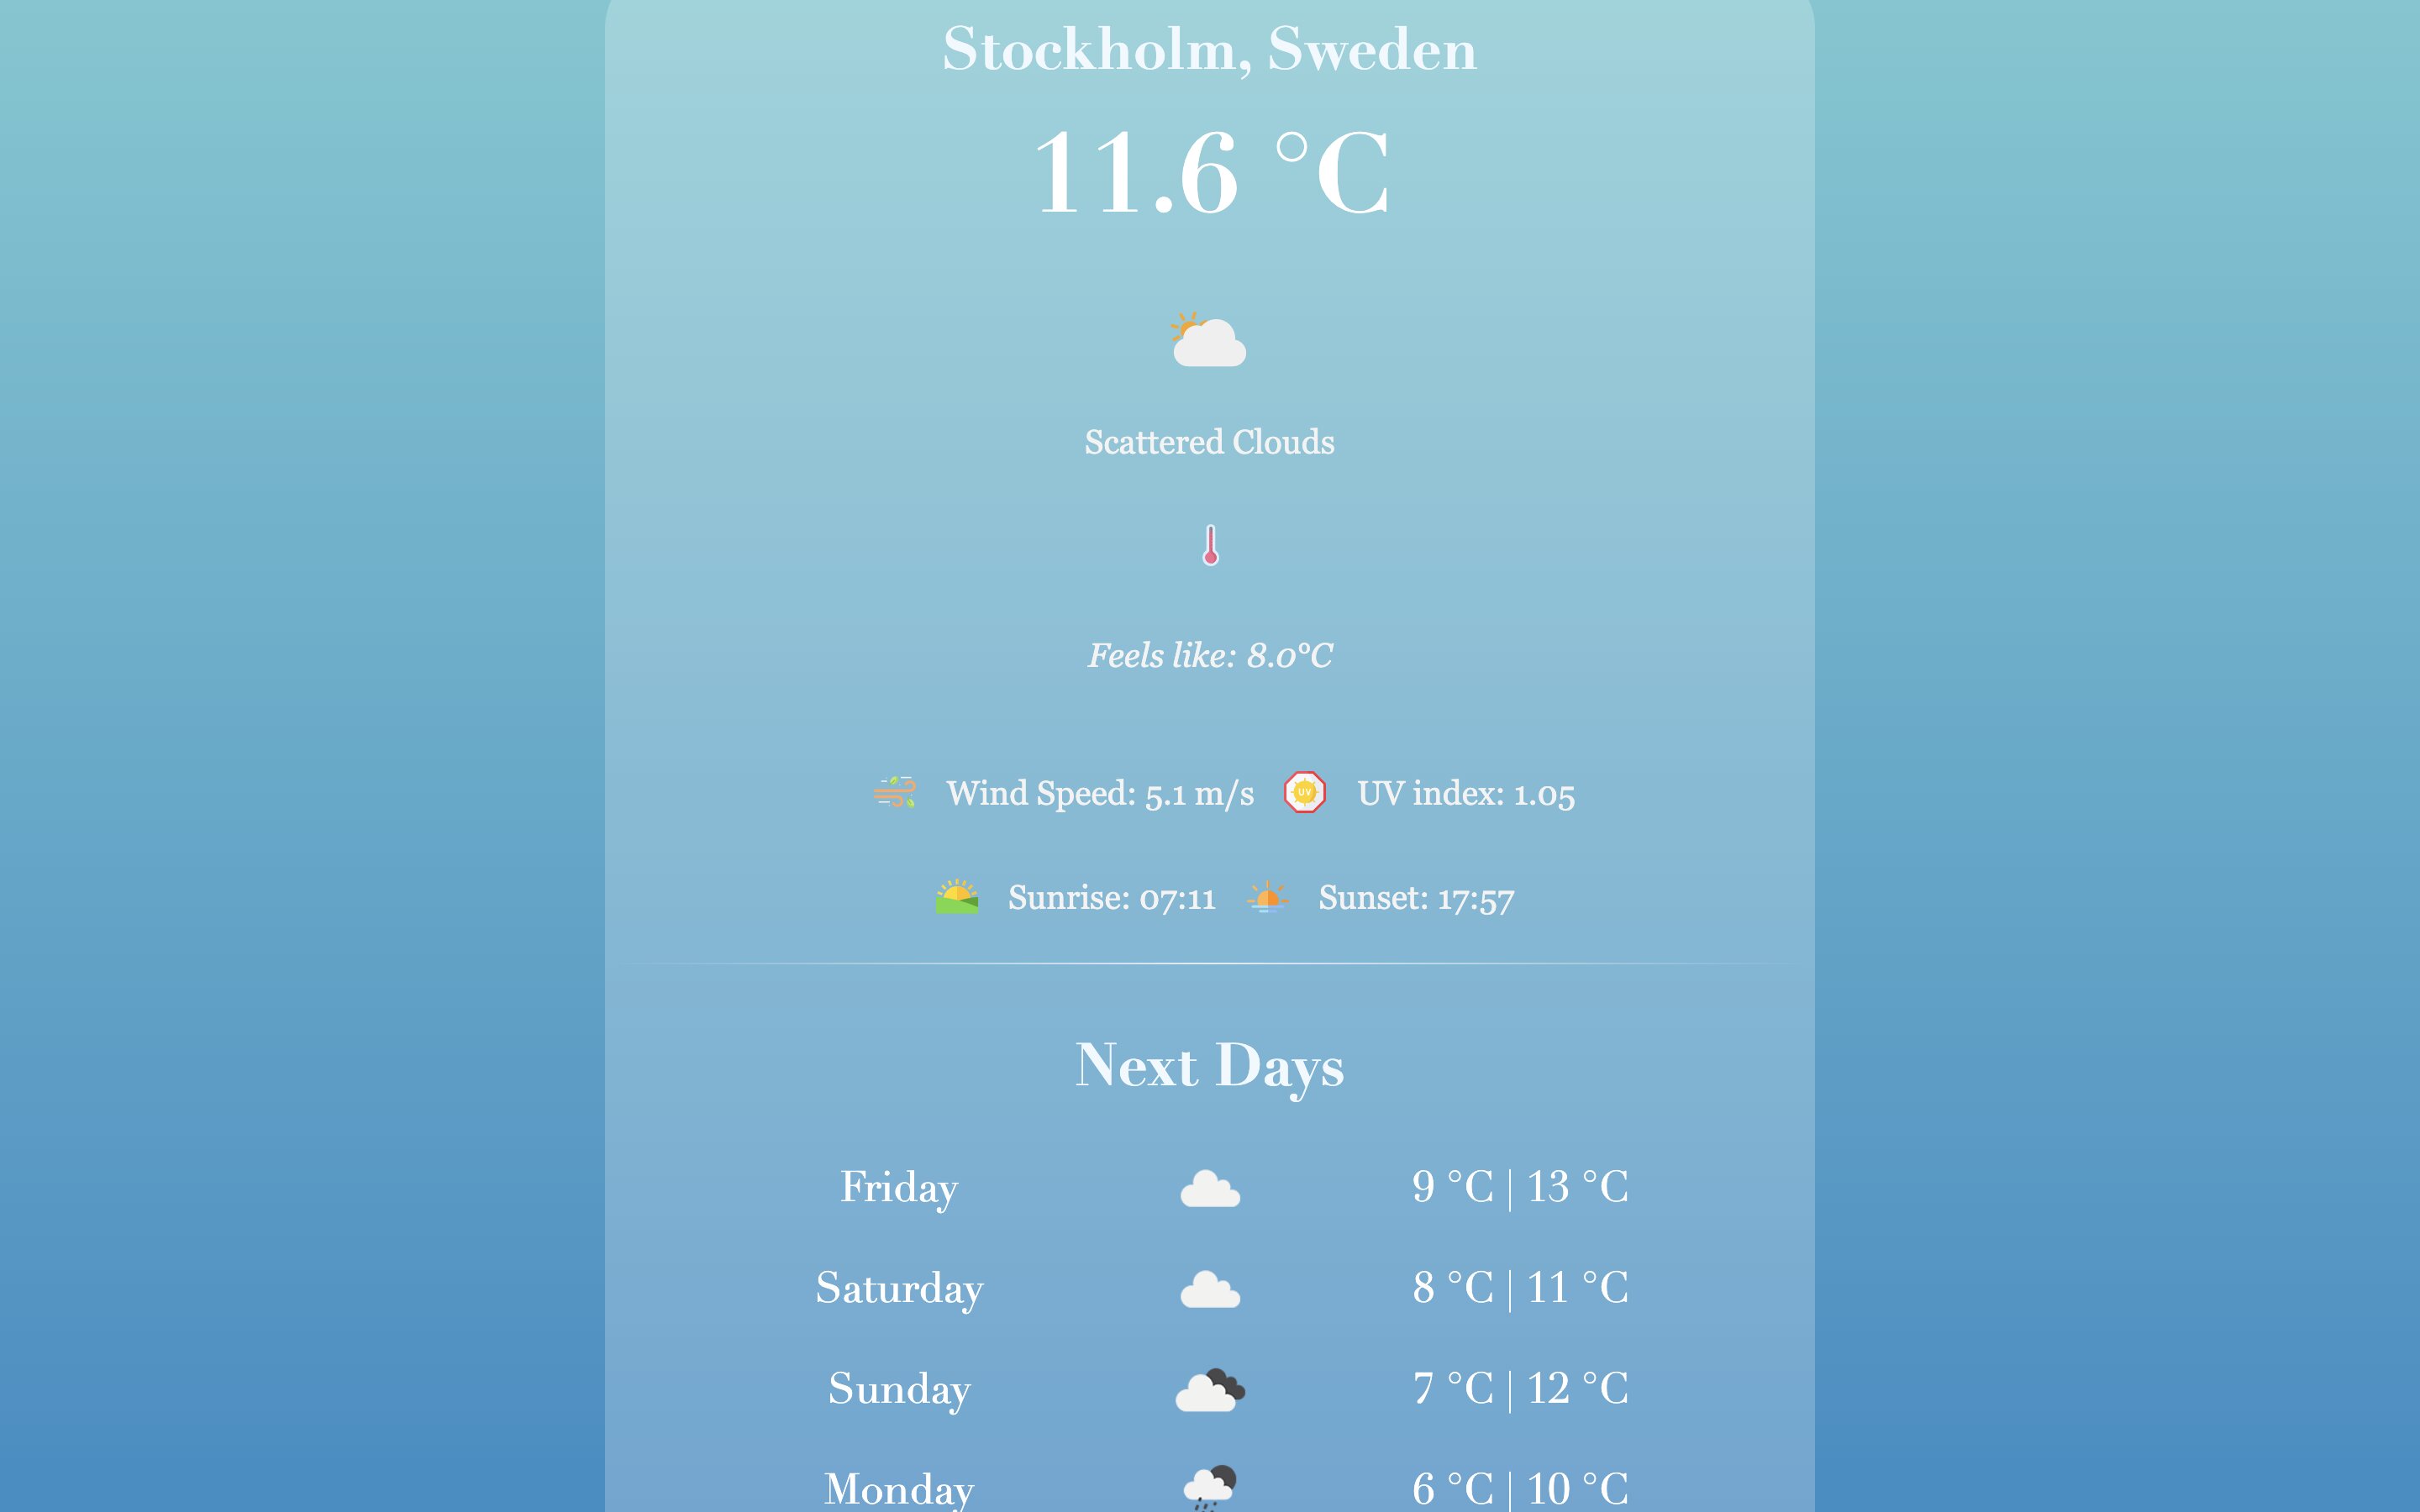 Stockholm, Sweden
11.6 °C
Scattered Clouds
Feels like: 8.0°C
Wind Speed: 5.1 m/s UV UV index: 1.05
Sunrise: 07:11 Sunset: 17:57
Next Days
Friday 9 °C | 13 °C
Saturday 8 °C | 11 °C
Sunday 7 °C | 12 °C
Monday 6 °C | 10 °C